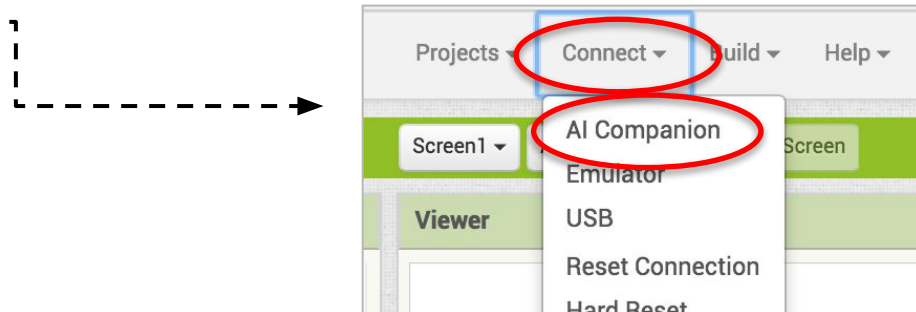 Projects Connect Build Help
Screen1 Screen
AI Companion
Emulator
USB
Viewer
Reset Connection
Hard Reset